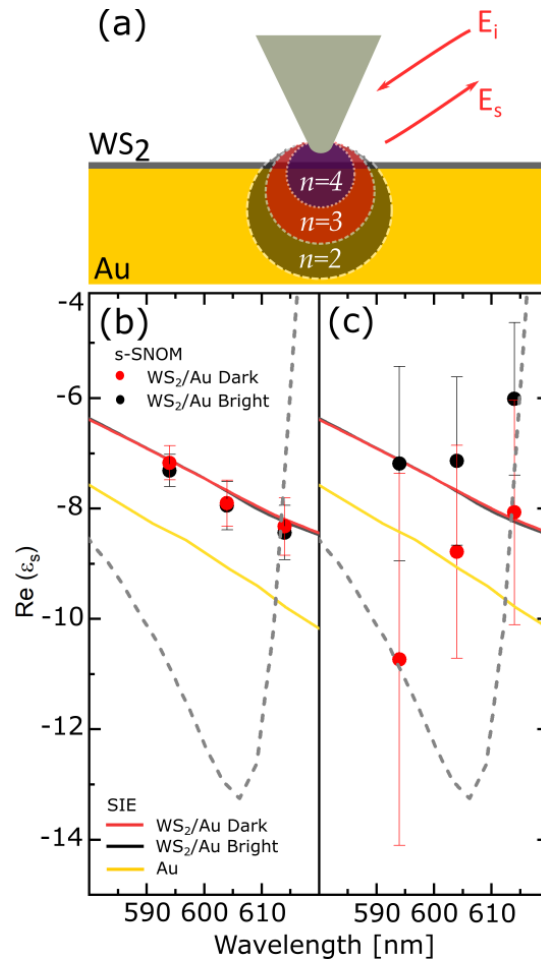 (a)
E_i
E_s
WS₂
n=4
n=3
n=2
Au
(b) (c)
-4
-6
-8
-10
-12
-14
Re (ε_s)
s-SNOM
WS₂/Au Dark
WS₂/Au Bright
SIE
WS₂/Au Dark
WS₂/Au Bright
Au
590 600 610 590 600 610
Wavelength [nm]